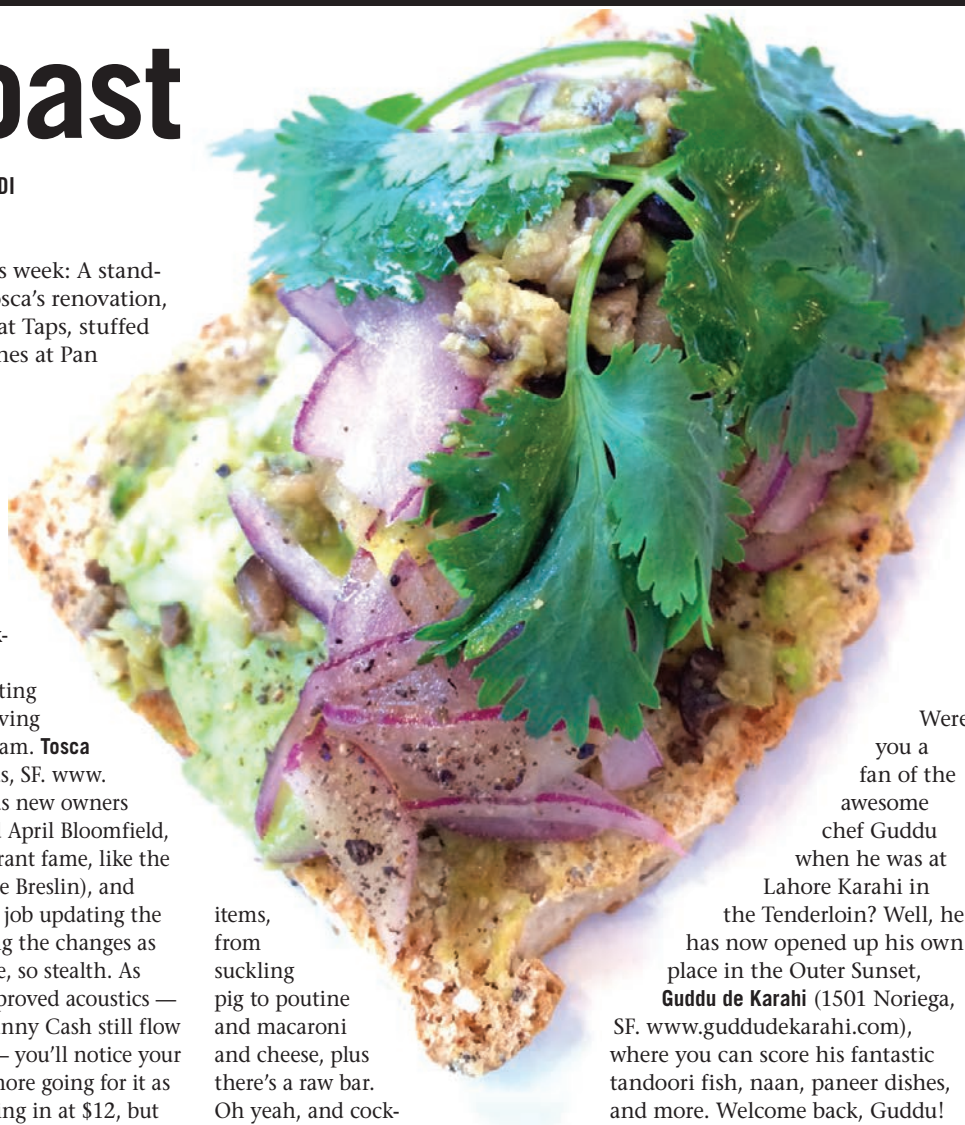 oast
DI
s week: A stand-
osca's renovation,
at Taps, stuffed
nes at Pan
k-
ting
ving
am. Tosca
s, SF. www.
s new owners
l April Bloomfield,
rant fame, like the
e Breslin), and
job updating the
g the changes as
e, so stealth. As
proved acoustics —
nny Cash still flow
– you'll notice your
nore going for it as
ing in at $12, but
items,
from
suckling
pig to poutine
and macaroni
and cheese, plus
there's a raw bar.
Oh yeah, and cock-
Were
you a
fan of the
awesome
chef Guddu
when he was at
Lahore Karahi in
the Tenderloin? Well, he
has now opened up his own
place in the Outer Sunset,
Guddu de Karahi (1501 Noriega,
SF. www.guddudekarahi.com),
where you can score his fantastic
tandoori fish, naan, paneer dishes,
and more. Welcome back, Guddu!